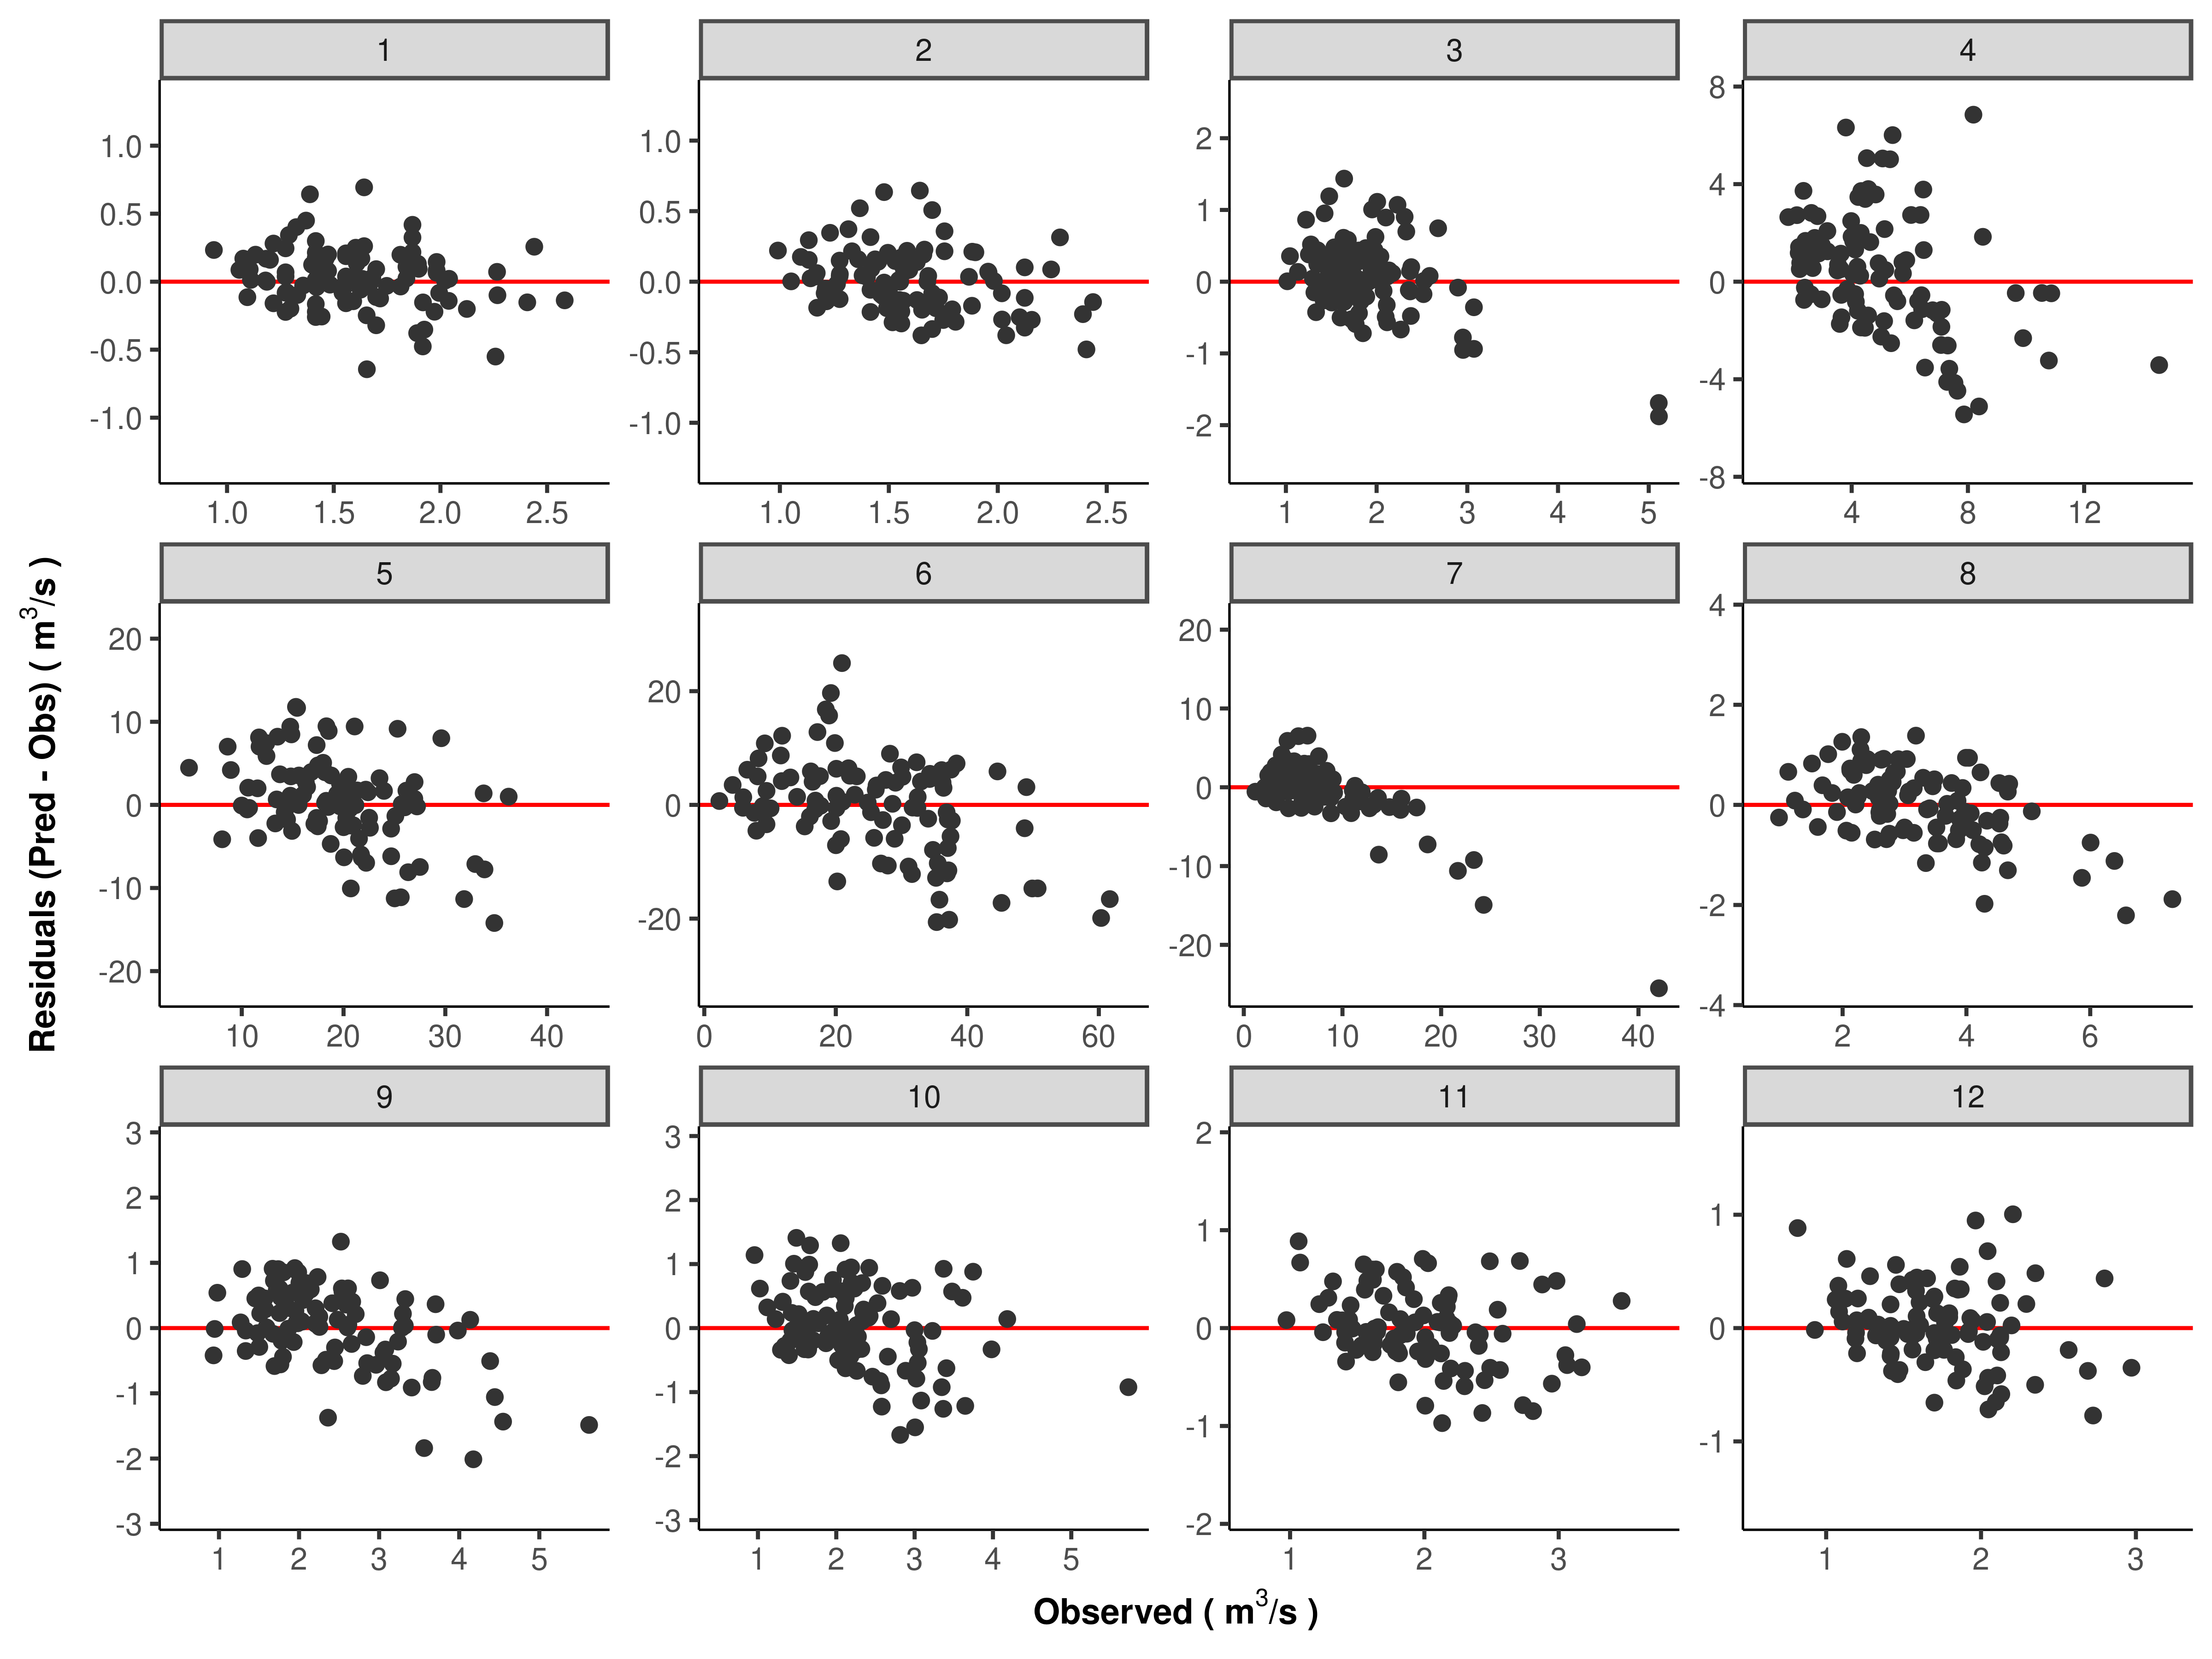 1 2 3 4
1.0 0.5 0.0 -0.5 -1.0
1.0 0.5 0.0 -0.5 -1.0
2 1 0 -1 -2
8 4 0 -4 -8
1.0 1.5 2.0 2.5
1.0 1.5 2.0 2.5
1 2 3 4 5
4 8 12
5 6 7 8
20 10 0 -10 -20
20 0 -20
20 10 0 -10 -20
4 2 0 -2 -4
10 20 30 40
0 20 40 60
0 10 20 30 40
2 4 6
9 10 11 12
3 2 1 0 -1 -2 -3
3 2 1 0 -1 -2 -3
2 1 0 -1 -2
1 0 -1
1 2 3 4 5
1 2 3 4 5
1 2 3
1 2 3
Residuals (Pred - Obs) ( m³/s )
Observed ( m³/s )